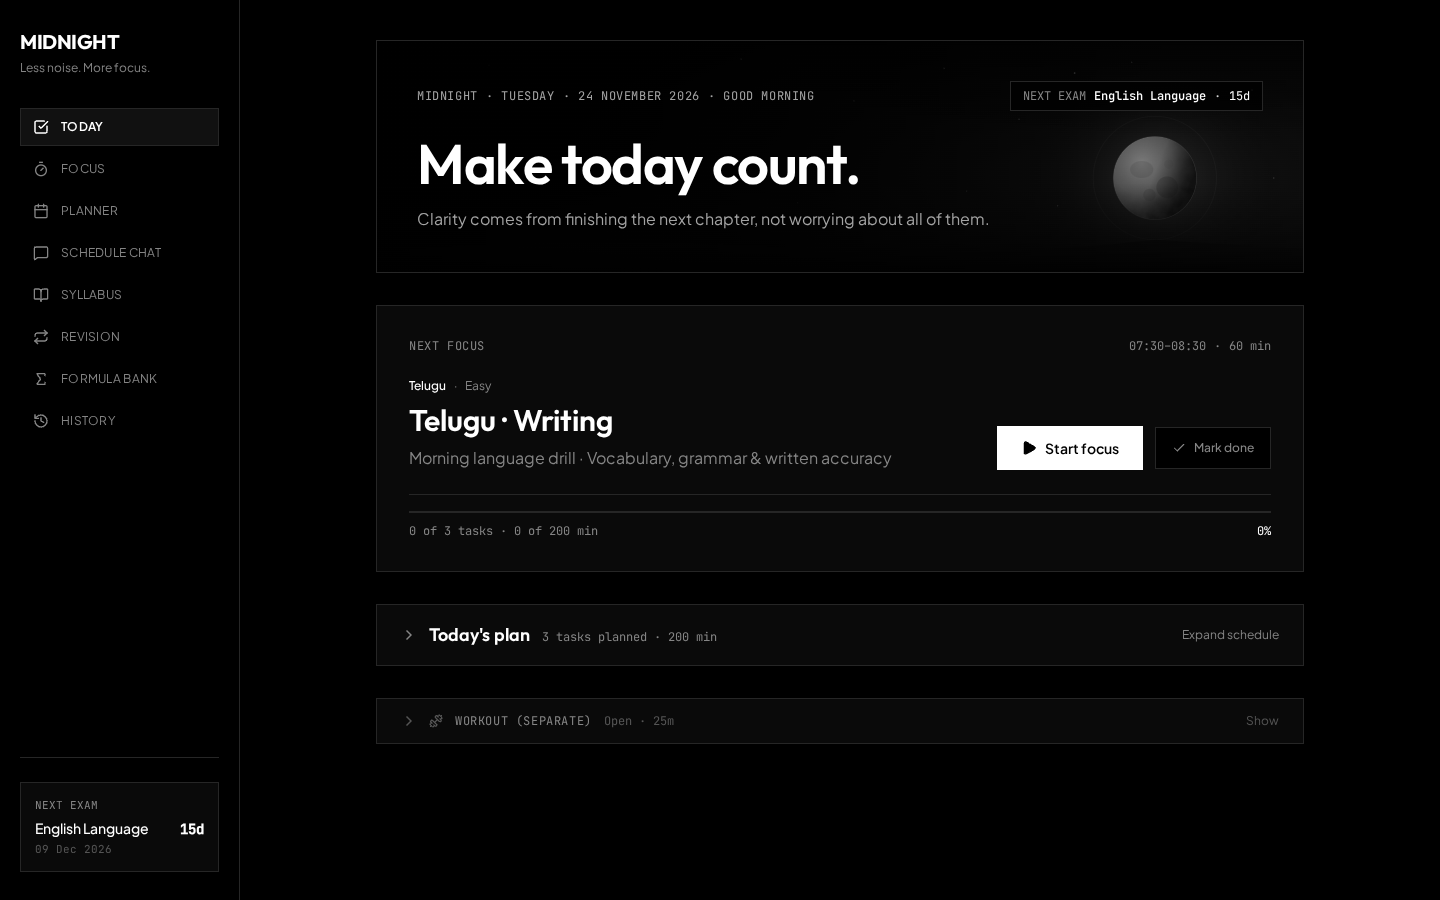 MIDNIGHT
Less noise. More focus.
TODAY
FOCUS
PLANNER
SCHEDULE CHAT
SYLLABUS
REVISION
FORMULA BANK
HISTORY
NEXT EXAM
English Language 15d
09 Dec 2026
MIDNIGHT · TUESDAY · 24 NOVEMBER 2026 · GOOD MORNING
NEXT EXAM English Language · 15d
Make today count.
Clarity comes from finishing the next chapter, not worrying about all of them.
NEXT FOCUS
07:30–08:30 · 60 min
Telugu · Easy
Telugu · Writing
Morning language drill · Vocabulary, grammar & written accuracy
Start focus
Mark done
0 of 3 tasks · 0 of 200 min
0%
Today's plan 3 tasks planned · 200 min
Expand schedule
WORKOUT (SEPARATE) Open · 25m
Show